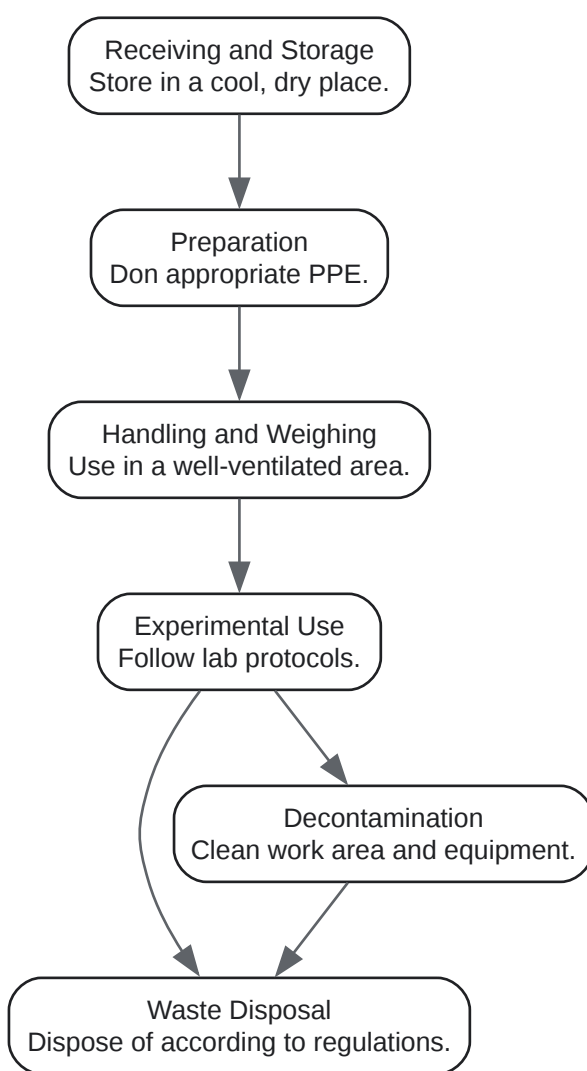 Receiving and Storage
Store in a cool, dry place.
Preparation
Don appropriate PPE.
Handling and Weighing
Use in a well-ventilated area.
Experimental Use
Follow lab protocols.
Decontamination
Clean work area and equipment.
Waste Disposal
Dispose of according to regulations.